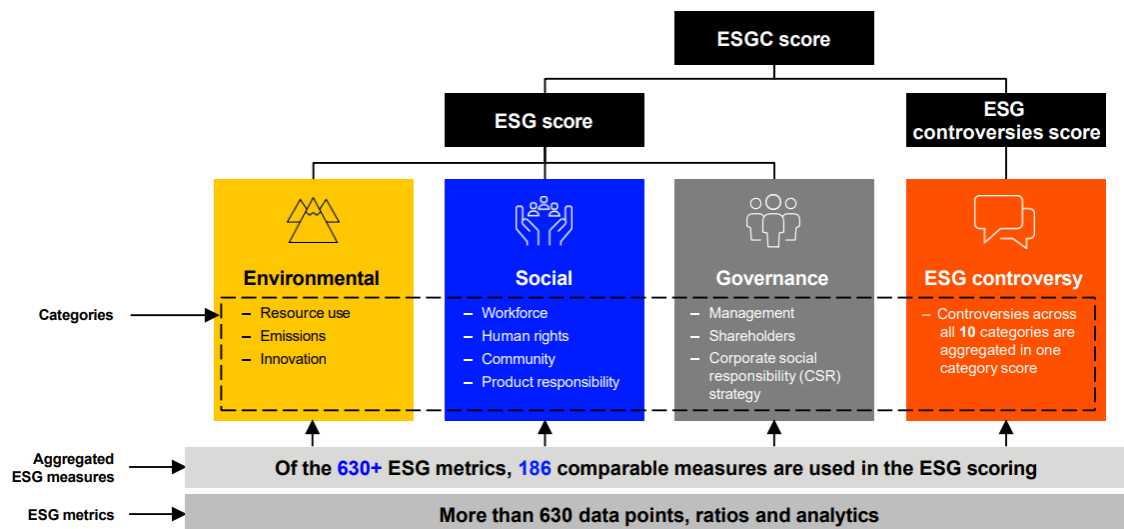 ESGC score
ESG score
ESG
controversies score
Environmental
Social
Governance
ESG controversy
Categories
– Resource use
– Emissions
– Innovation
– Workforce
– Human rights
– Community
– Product responsibility
– Management
– Shareholders
– Corporate social
responsibility (CSR)
strategy
– Controversies across
all 10 categories are
aggregated in one
category score
Aggregated
ESG measures
Of the 630+ ESG metrics, 186 comparable measures are used in the ESG scoring
ESG metrics
More than 630 data points, ratios and analytics